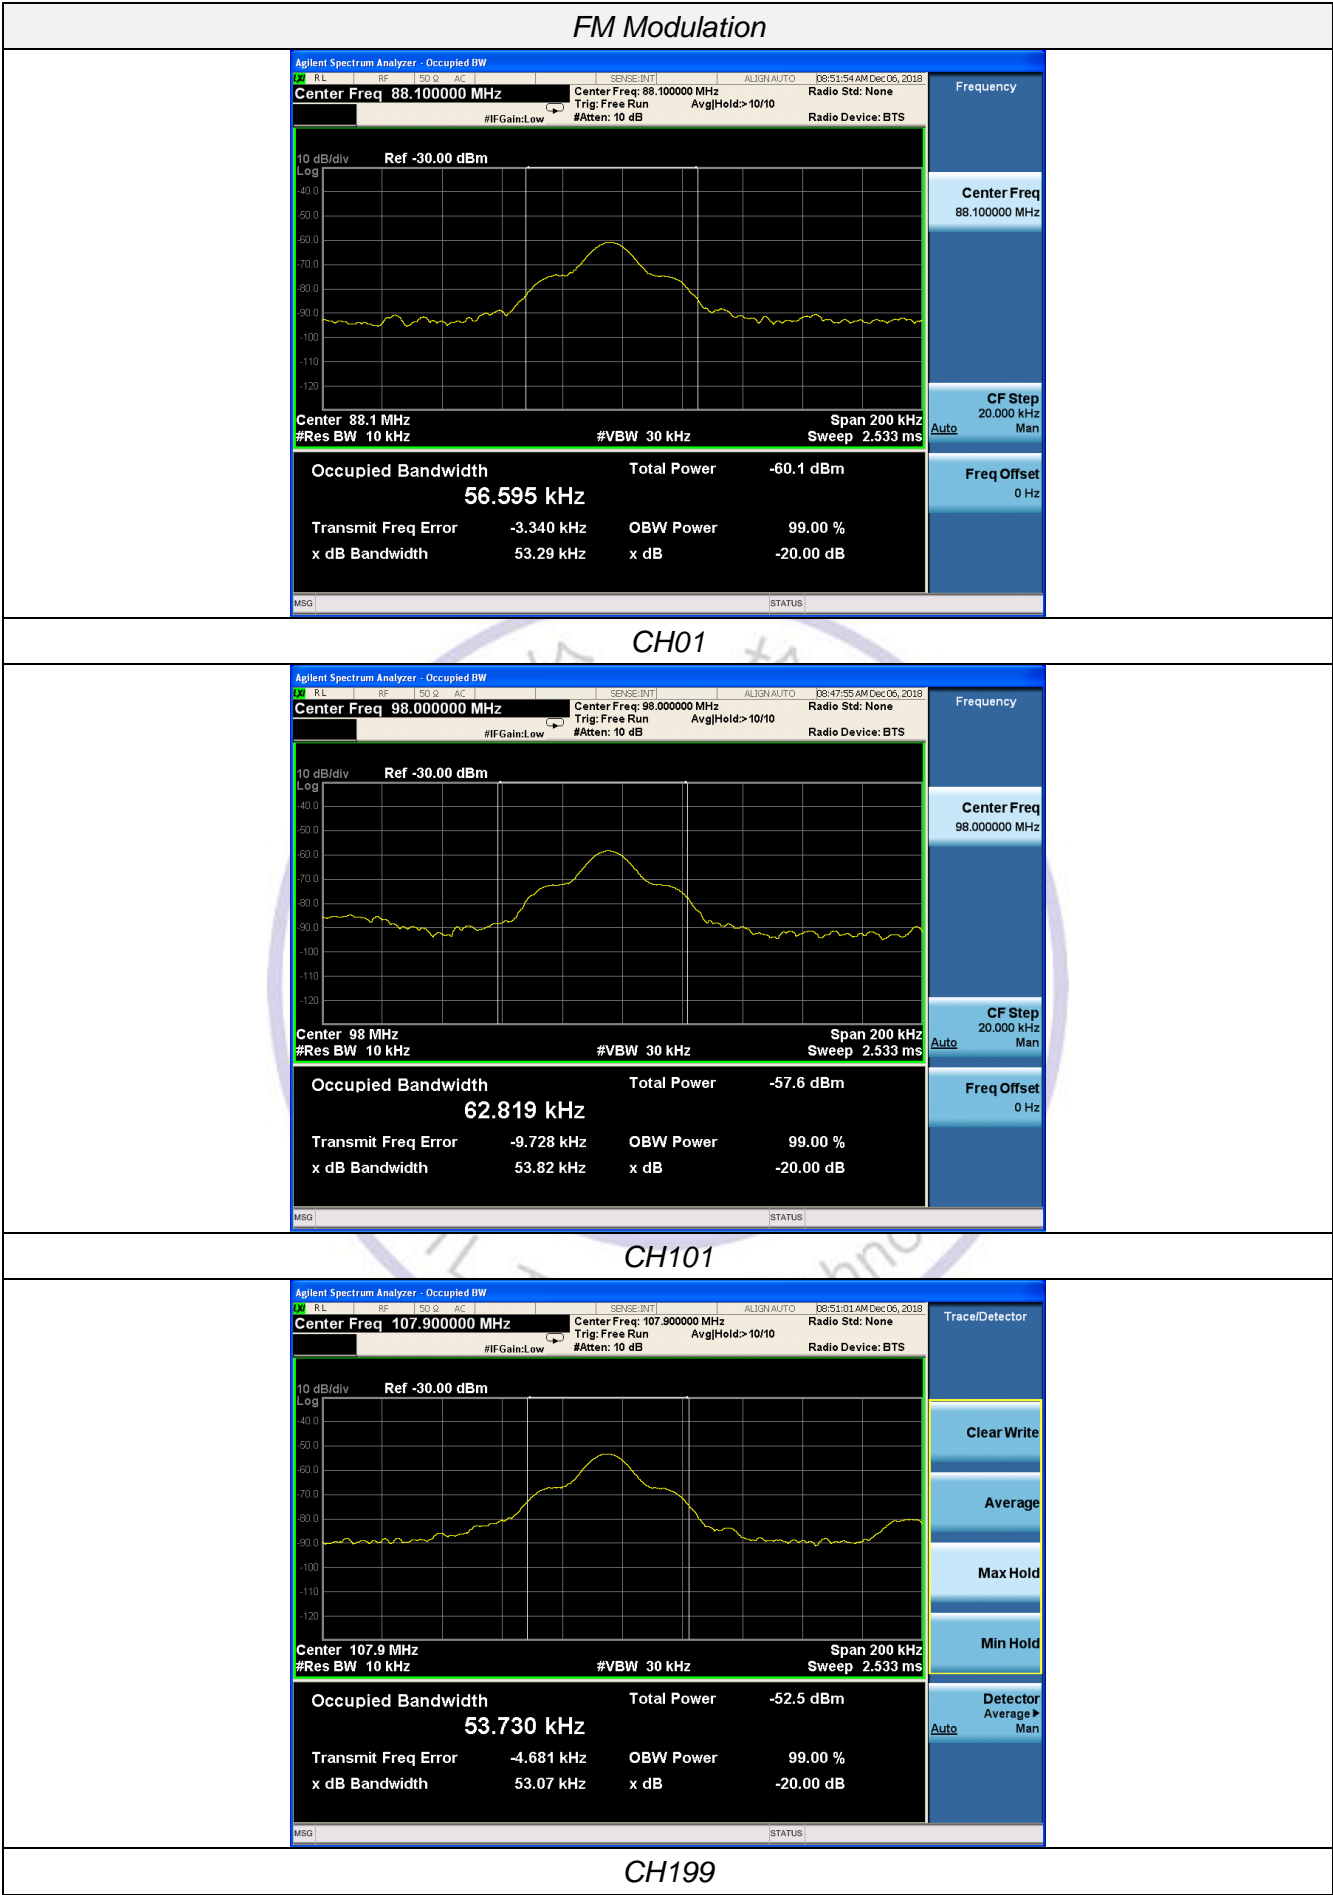 FM Modulation
Agilent Spectrum Analyzer - Occupied BW
LXI RL RF 50 Ω AC SENSE:INT ALIGN AUTO 08:51:54 AM Dec 06, 2018
Center Freq 88.100000 MHz
Center Freq: 88.100000 MHz Radio Std: None
Trig: Free Run Avg|Hold:>10/10
#IFGain:Low #Atten: 10 dB Radio Device: BTS
Frequency
10 dB/div Ref -30.00 dBm
Log
-40.0
-50.0
-60.0
-70.0
-80.0
-90.0
-100
-110
-120
Center 88.1 MHz Span 200 kHz
#Res BW 10 kHz #VBW 30 kHz Sweep 2.533 ms
Center Freq
88.100000 MHz
CF Step
20.000 kHz
Auto Man
Freq Offset
0 Hz
Occupied Bandwidth Total Power -60.1 dBm
56.595 kHz
Transmit Freq Error -3.340 kHz OBW Power 99.00 %
x dB Bandwidth 53.29 kHz x dB -20.00 dB
MSG STATUS
CH01
Agilent Spectrum Analyzer - Occupied BW
LXI RL RF 50 Ω AC SENSE:INT ALIGN AUTO 08:47:55 AM Dec 06, 2018
Center Freq 98.000000 MHz
Center Freq: 98.000000 MHz Radio Std: None
Trig: Free Run Avg|Hold:>10/10
#IFGain:Low #Atten: 10 dB Radio Device: BTS
Frequency
10 dB/div Ref -30.00 dBm
Log
-40.0
-50.0
-60.0
-70.0
-80.0
-90.0
-100
-110
-120
Center 98 MHz Span 200 kHz
#Res BW 10 kHz #VBW 30 kHz Sweep 2.533 ms
Center Freq
98.000000 MHz
CF Step
20.000 kHz
Auto Man
Freq Offset
0 Hz
Occupied Bandwidth Total Power -57.6 dBm
62.819 kHz
Transmit Freq Error -9.728 kHz OBW Power 99.00 %
x dB Bandwidth 53.82 kHz x dB -20.00 dB
MSG STATUS
CH101
Agilent Spectrum Analyzer - Occupied BW
LXI RL RF 50 Ω AC SENSE:INT ALIGN AUTO 08:51:01 AM Dec 06, 2018
Center Freq 107.900000 MHz
Center Freq: 107.900000 MHz Radio Std: None
Trig: Free Run Avg|Hold:>10/10
#IFGain:Low #Atten: 10 dB Radio Device: BTS
Trace/Detector
10 dB/div Ref -30.00 dBm
Log
-40.0
-50.0
-60.0
-70.0
-80.0
-90.0
-100
-110
-120
Center 107.9 MHz Span 200 kHz
#Res BW 10 kHz #VBW 30 kHz Sweep 2.533 ms
Clear Write
Average
Max Hold
Min Hold
Detector
Average▶
Auto Man
Occupied Bandwidth Total Power -52.5 dBm
53.730 kHz
Transmit Freq Error -4.681 kHz OBW Power 99.00 %
x dB Bandwidth 53.07 kHz x dB -20.00 dB
MSG STATUS
CH199